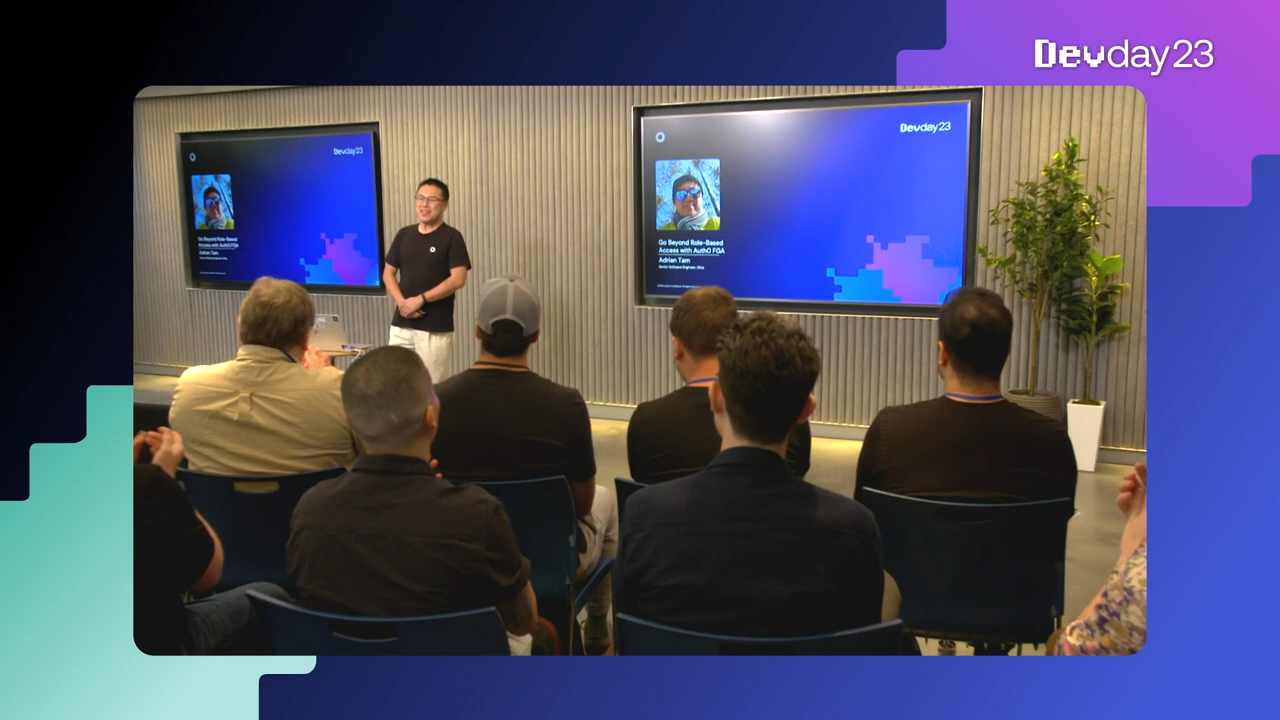 Devday23
Devday23
Go Beyond Role-Based
Access with Auth0 FGA
Adrian Tam
Devday23
Go Beyond Role-Based
Access with Auth0 FGA
Adrian Tam
Senior Software Engineer, Okta